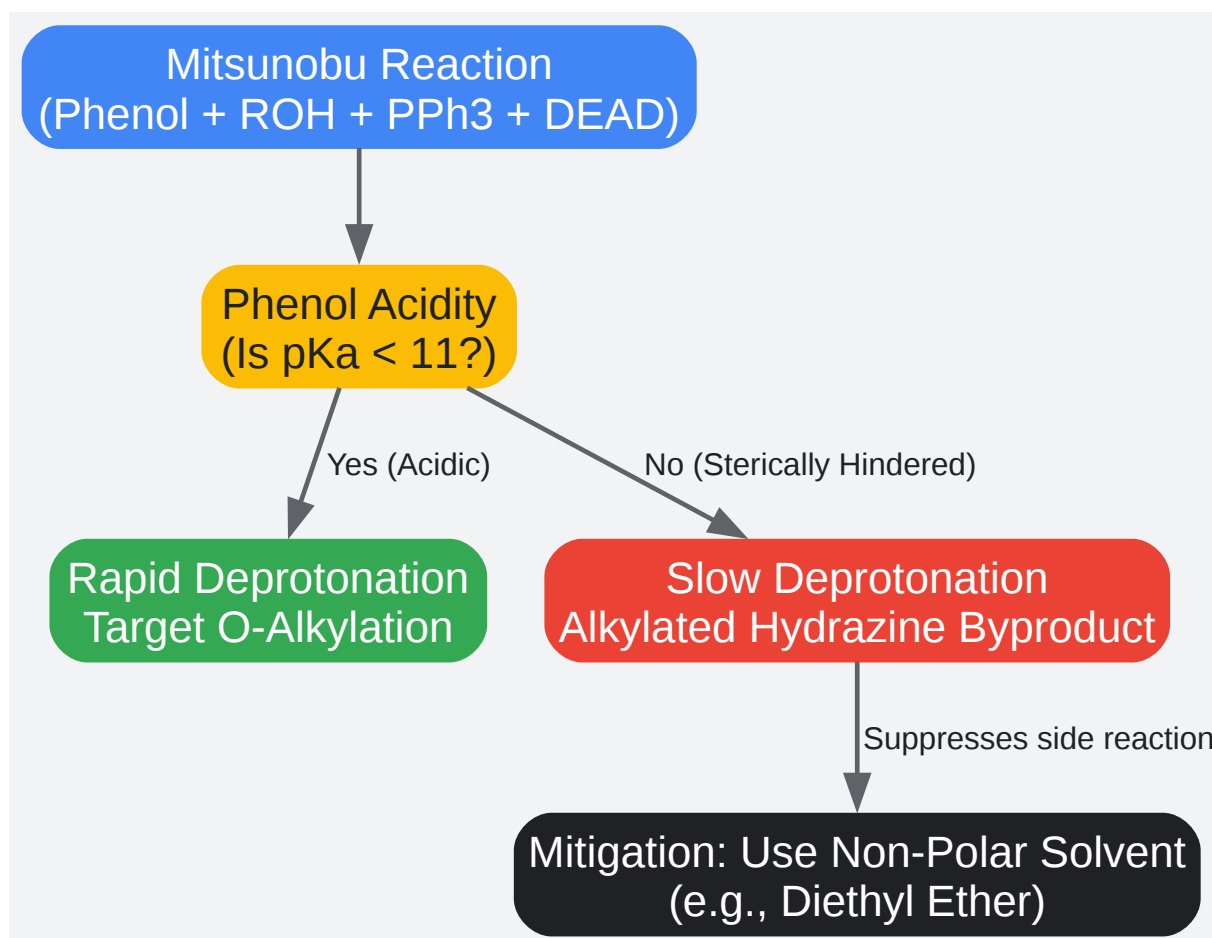 Mitsunobu Reaction
(Phenol + ROH + PPh3 + DEAD)
Phenol Acidity
(Is pKa < 11?)
Yes (Acidic)
No (Sterically Hindered)
Rapid Deprotonation
Target O-Alkylation
Slow Deprotonation
Alkylated Hydrazine Byproduct
Suppresses side reaction
Mitigation: Use Non-Polar Solvent
(e.g., Diethyl Ether)